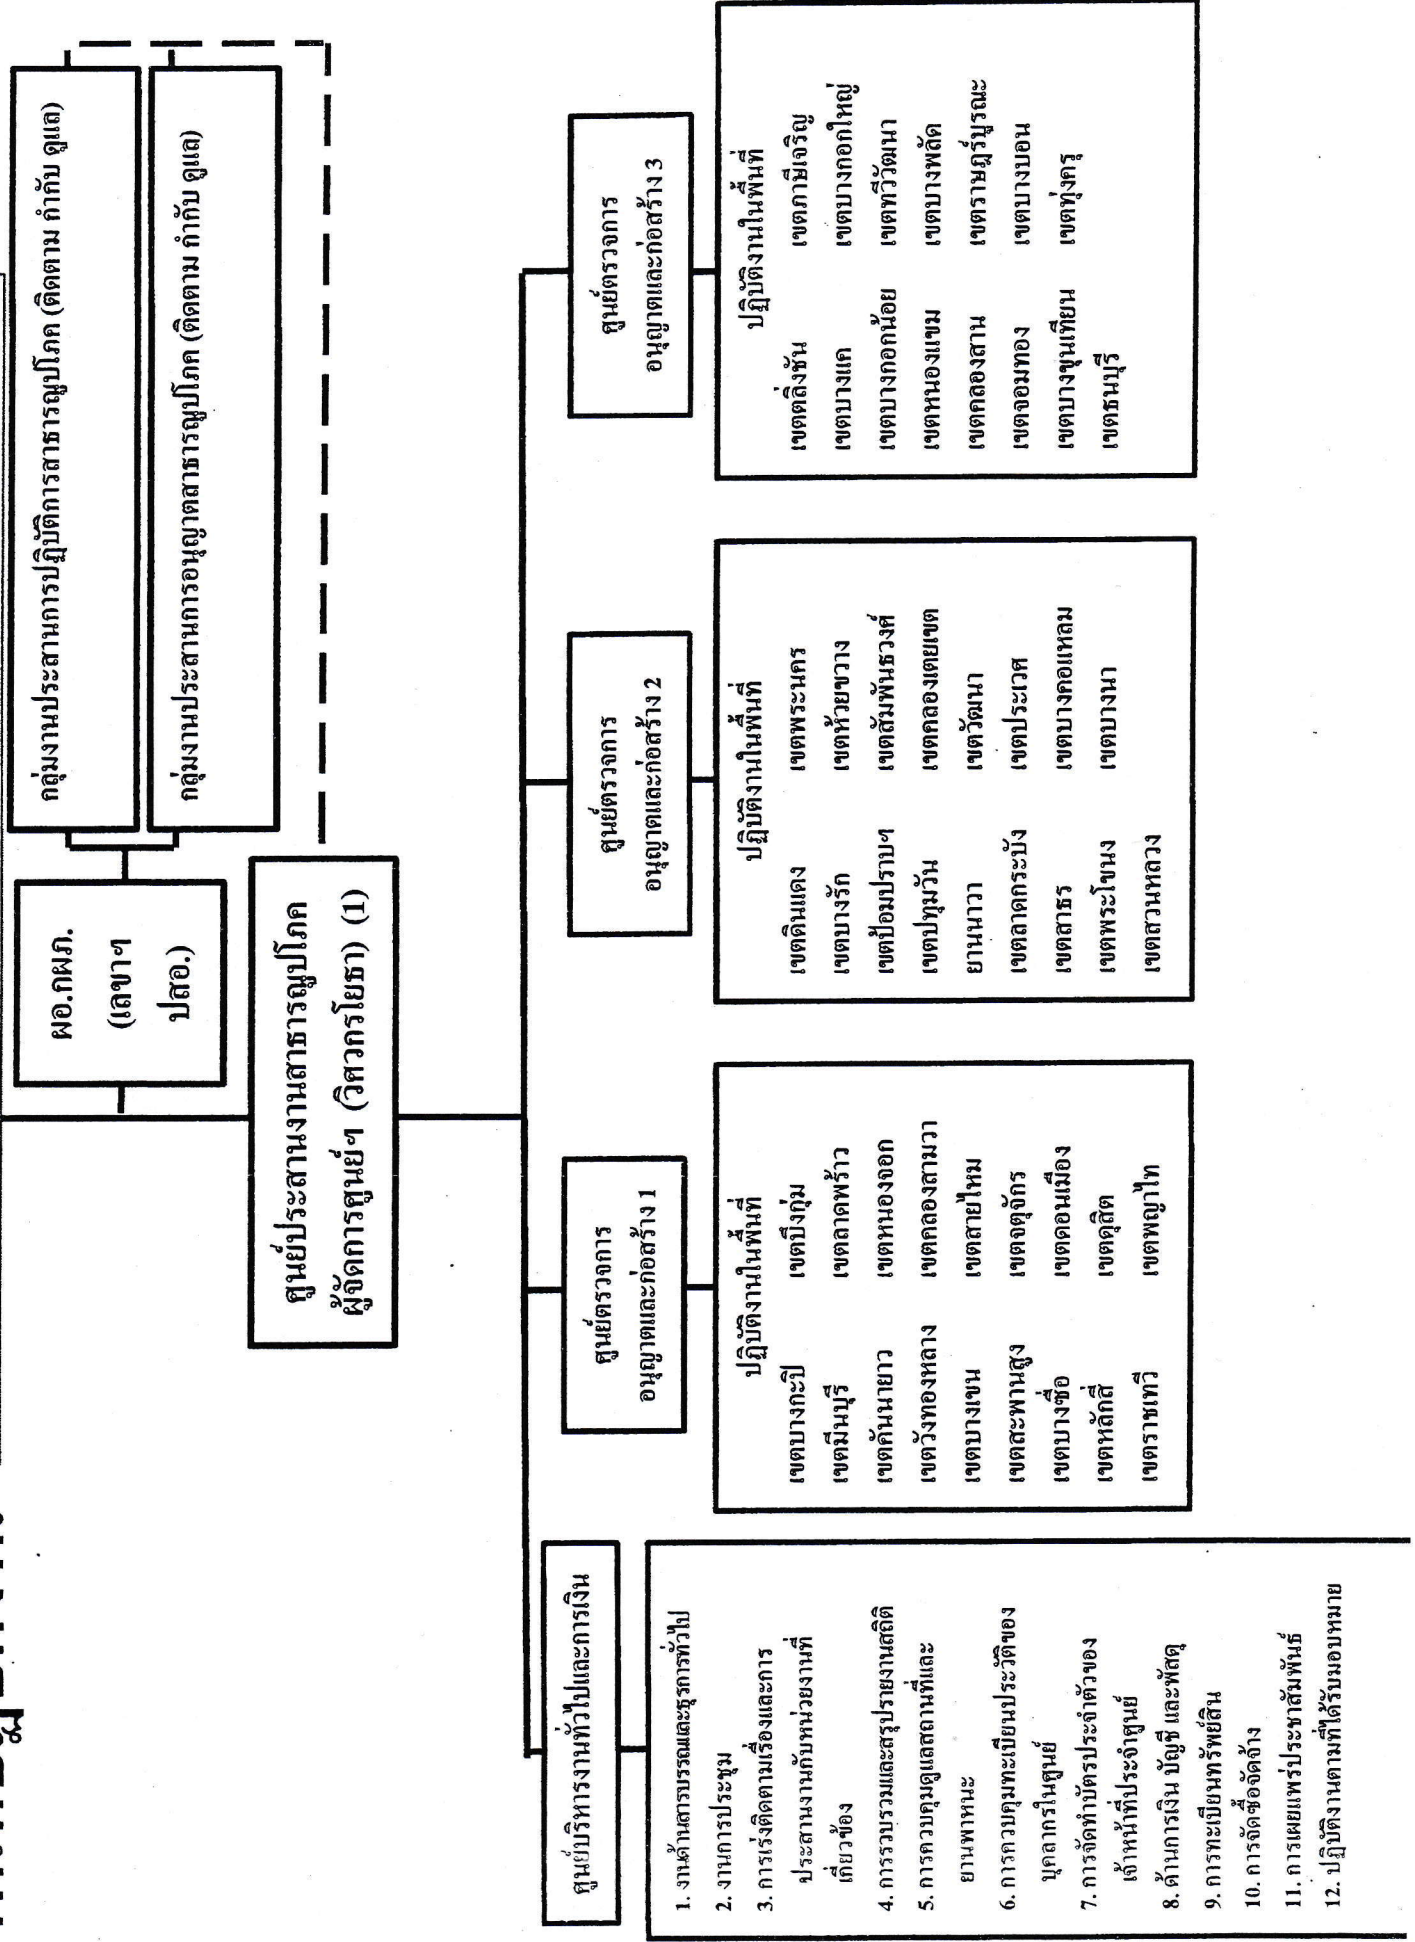 กลุ่มงานประสานการปฏิบัติการสาธารณูปโภค (ติดตาม กำกับ ดูแล)
กลุ่มงานประสานการอนุญาตสาธารณูปโภค (ติดตาม กำกับ ดูแล)
ผอ.กผภ.
(เลขาฯ
ปสอ.)
ศูนย์ประสานงานสาธารณูปโภค
ผู้จัดการศูนย์ฯ (วิศวกรโยธา) (1)
ศูนย์บริหารงานทั่วไปและการเงิน
1. งานด้านสารบรรณและธุรการทั่วไป
2. งานการประชุม
3. การเร่งติดตามเรื่องและการ
ประสานงานกับหน่วยงานที่
เกี่ยวข้อง
4. การรวบรวมและสรุปรายงานสถิติ
5. การควบคุมดูแลสถานที่และ
ยานพาหนะ
6. การควบคุมทะเบียนประวัติของ
บุคลากรในศูนย์
7. การจัดทำบัตรประจำตัวของ
เจ้าหน้าที่ประจำศูนย์
8. ด้านการเงิน บัญชี และพัสดุ
9. การทะเบียนทรัพย์สิน
10. การจัดซื้อจัดจ้าง
11. การเผยแพร่ประชาสัมพันธ์
12. ปฏิบัติงานตามที่ได้รับมอบหมาย
ศูนย์ตรวจการ
อนุญาตและก่อสร้าง 1
ปฏิบัติงานในพื้นที่
เขตบางกะปิ เขตบึงกุ่ม
เขตมีนบุรี เขตลาดพร้าว
เขตคันนายาว เขตหนองจอก
เขตวังทองหลาง เขตคลองสามวา
เขตบางเขน เขตสายไหม
เขตสะพานสูง เขตจตุจักร
เขตบางซื่อ เขตดอนเมือง
เขตหลักสี่ เขตดุสิต
เขตราชเทวี เขตพญาไท
ศูนย์ตรวจการ
อนุญาตและก่อสร้าง 2
ปฏิบัติงานในพื้นที่
เขตดินแดง เขตพระนคร
เขตบางรัก เขตห้วยขวาง
เขตป้อมปราบฯ เขตสัมพันธวงศ์
เขตปทุมวัน เขตคลองเตยเขต
ยานนาวา เขตวัฒนา
เขตลาดกระบัง เขตประเวศ
เขตสาธร เขตบางคอแหลม
เขตพระโขนง เขตบางนา
เขตสวนหลวง
ศูนย์ตรวจการ
อนุญาตและก่อสร้าง 3
ปฏิบัติงานในพื้นที่
เขตตลิ่งชัน เขตภาษีเจริญ
เขตบางแค เขตบางกอกใหญ่
เขตบางกอกน้อย เขตทวีวัฒนา
เขตหนองแขม เขตบางพลัด
เขตคลองสาน เขตราษฎร์บูรณะ
เขตจอมทอง เขตบางบอน
เขตบางขุนเทียน เขตทุ่งครุ
เขตธนบุรี